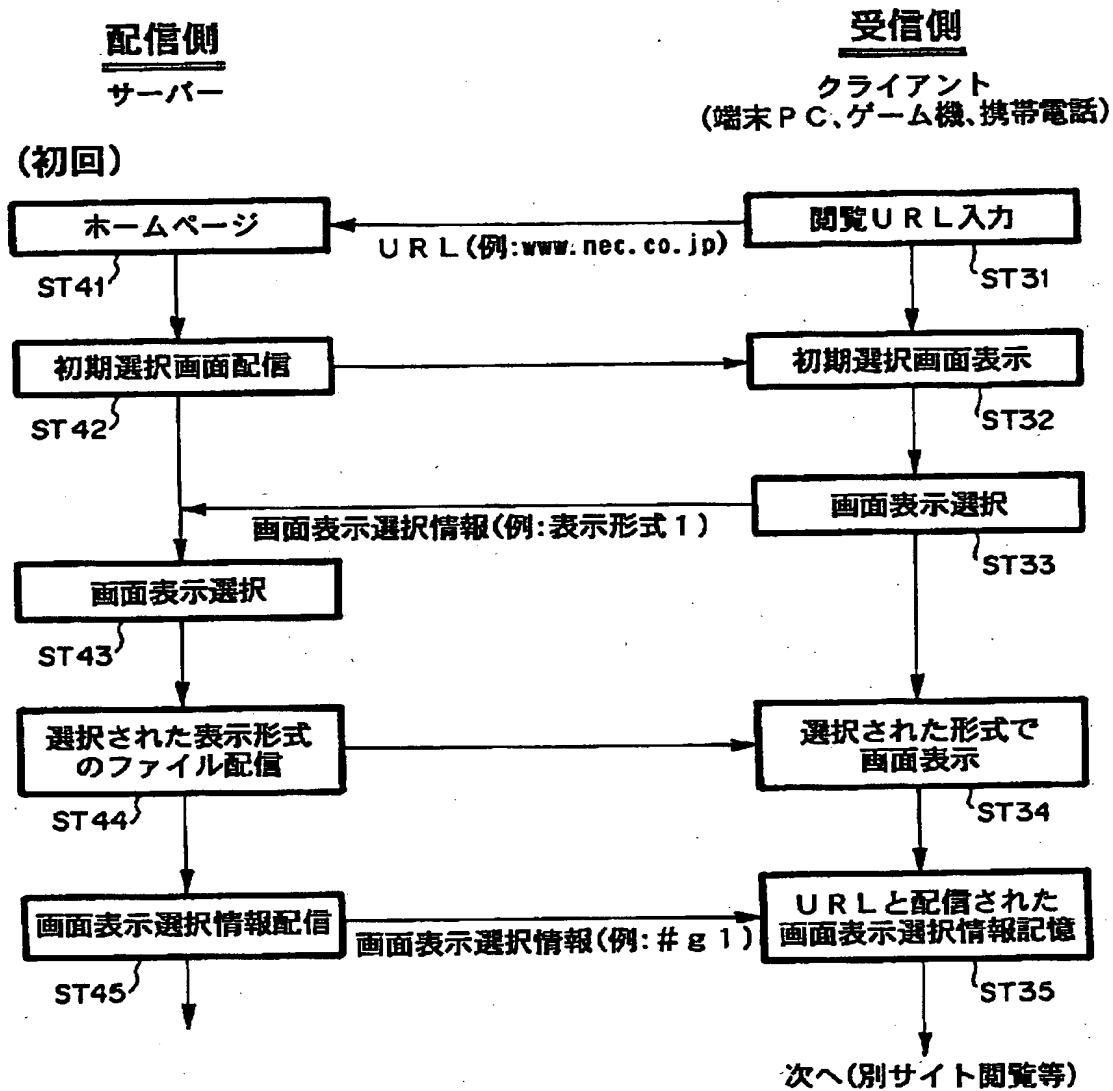 配信側
サーバー
受信側
クライアント
(端末PC、ゲーム機、携帯電話)
(初回)
ホームページ
閲覧URL入力
URL(例:www.nec.co.jp)
ST41
ST31
初期選択画面配信
初期選択画面表示
ST42
ST32
画面表示選択
画面表示選択情報(例:表示形式1)
ST33
画面表示選択
ST43
選択された表示形式
のファイル配信
選択された形式で
画面表示
ST44
ST34
画面表示選択情報配信
画面表示選択情報(例:#g1)
URLと配信された
画面表示選択情報記憶
ST45
ST35
次へ(別サイト閲覧等)